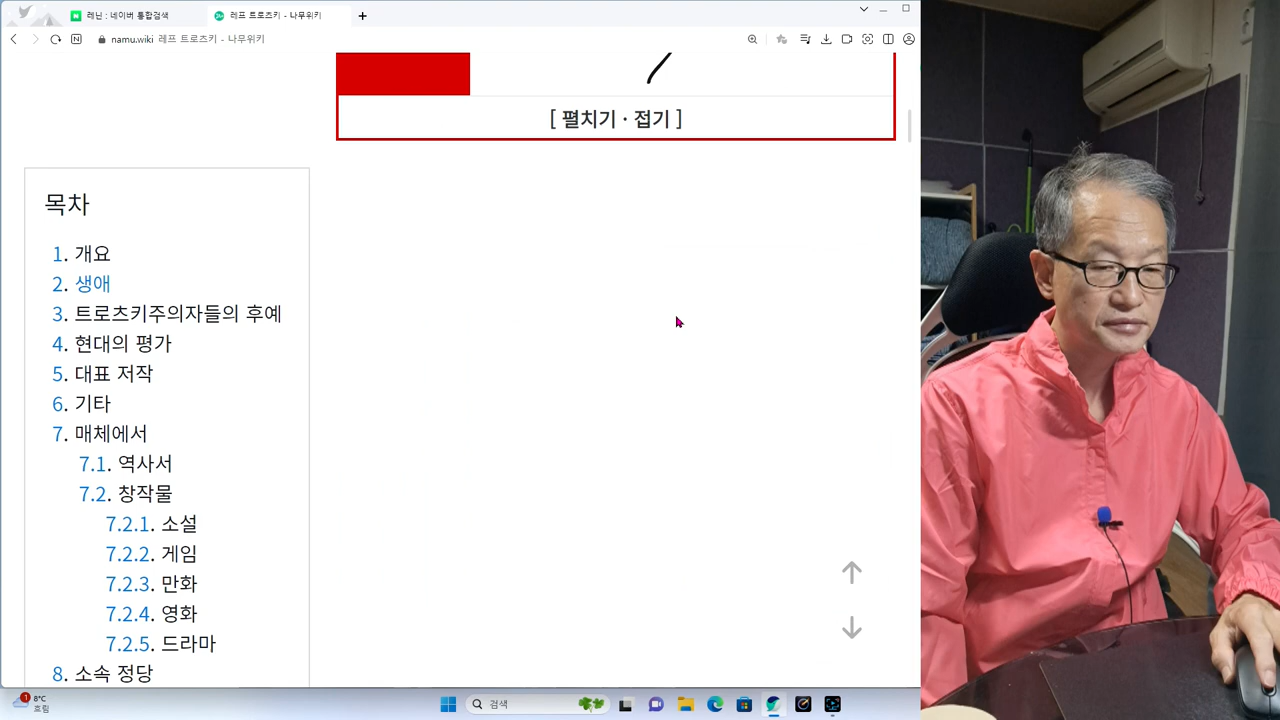 레닌 : 네이버 통합검색
레프 트로츠키 - 나무위키
namu.wiki 레프 트로츠키 - 나무위키
[ 펼치기 · 접기 ]
목차
1. 개요
2. 생애
3. 트로츠키주의자들의 후예
4. 현대의 평가
5. 대표 저작
6. 기타
7. 매체에서
7.1. 역사서
7.2. 창작물
7.2.1. 소설
7.2.2. 게임
7.2.3. 만화
7.2.4. 영화
7.2.5. 드라마
8. 소속 정당
1
8°C
흐림
검색